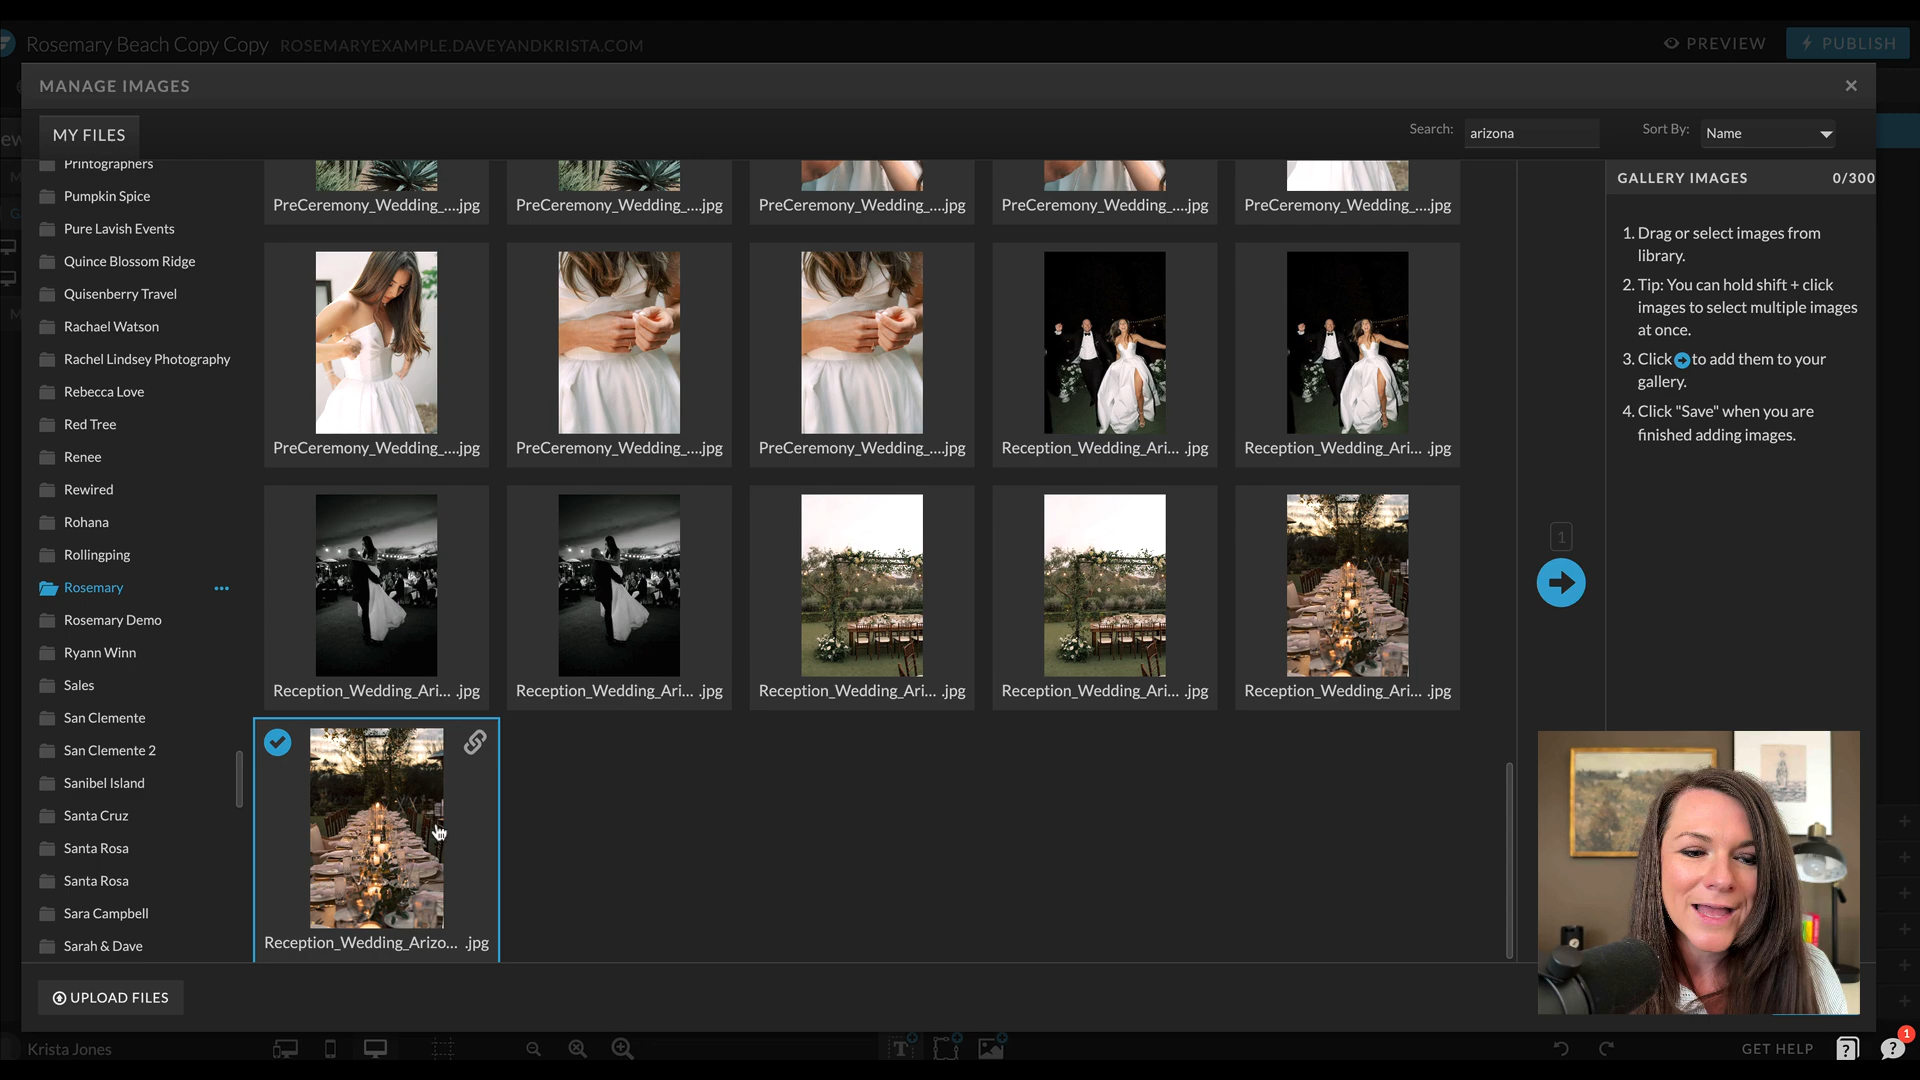 Rosemary Beach Copy Copy ROSEMARYEXAMPLE.DAVEYANDKRISTA.COM
PREVIEW
PUBLISH
MANAGE IMAGES
MY FILES
Search: arizona
Sort By: Name
Printographers
Pumpkin Spice
Pure Lavish Events
Quince Blossom Ridge
Quisenberry Travel
Rachael Watson
Rachel Lindsey Photography
Rebecca Love
Red Tree
Renee
Rewired
Rohana
Rollingping
Rosemary
Rosemary Demo
Ryann Winn
Sales
San Clemente
San Clemente 2
Sanibel Island
Santa Cruz
Santa Rosa
Santa Rosa
Sara Campbell
Sarah & Dave
PreCeremony_Wedding_....jpg
PreCeremony_Wedding_....jpg
PreCeremony_Wedding_....jpg
PreCeremony_Wedding_....jpg
PreCeremony_Wedding_....jpg
PreCeremony_Wedding_....jpg
PreCeremony_Wedding_....jpg
PreCeremony_Wedding_....jpg
Reception_Wedding_Ari... .jpg
Reception_Wedding_Ari... .jpg
Reception_Wedding_Ari... .jpg
Reception_Wedding_Ari... .jpg
Reception_Wedding_Ari... .jpg
Reception_Wedding_Ari... .jpg
Reception_Wedding_Ari... .jpg
Reception_Wedding_Arizo... .jpg
1
GALLERY IMAGES 0/300
1. Drag or select images from
library.
2. Tip: You can hold shift + click
images to select multiple images
at once.
3. Click to add them to your
gallery.
4. Click "Save" when you are
finished adding images.
UPLOAD FILES
Krista Jones
T
GET HELP
?
?
1